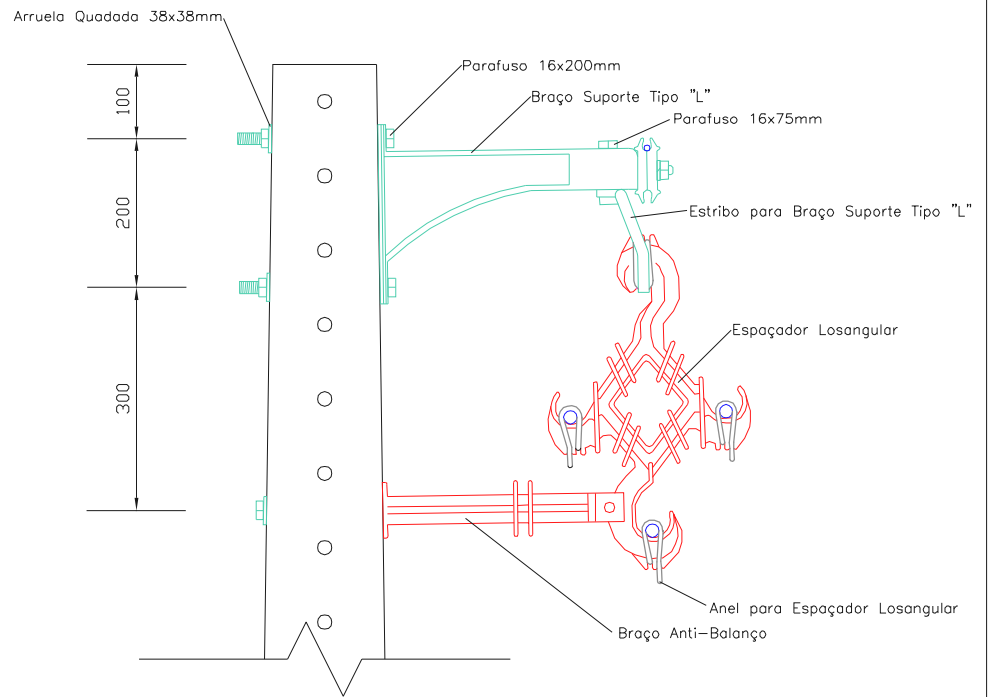 Arruela Quadada 38x38mm
Parafuso 16x200mm
Braço Suporte Tipo "L"
Parafuso 16x75mm
100
200
Estribo para Braço Suporte Tipo "L"
Espaçador Losangular
300
Anel para Espaçador Losangular
Braço Anti-Balanço